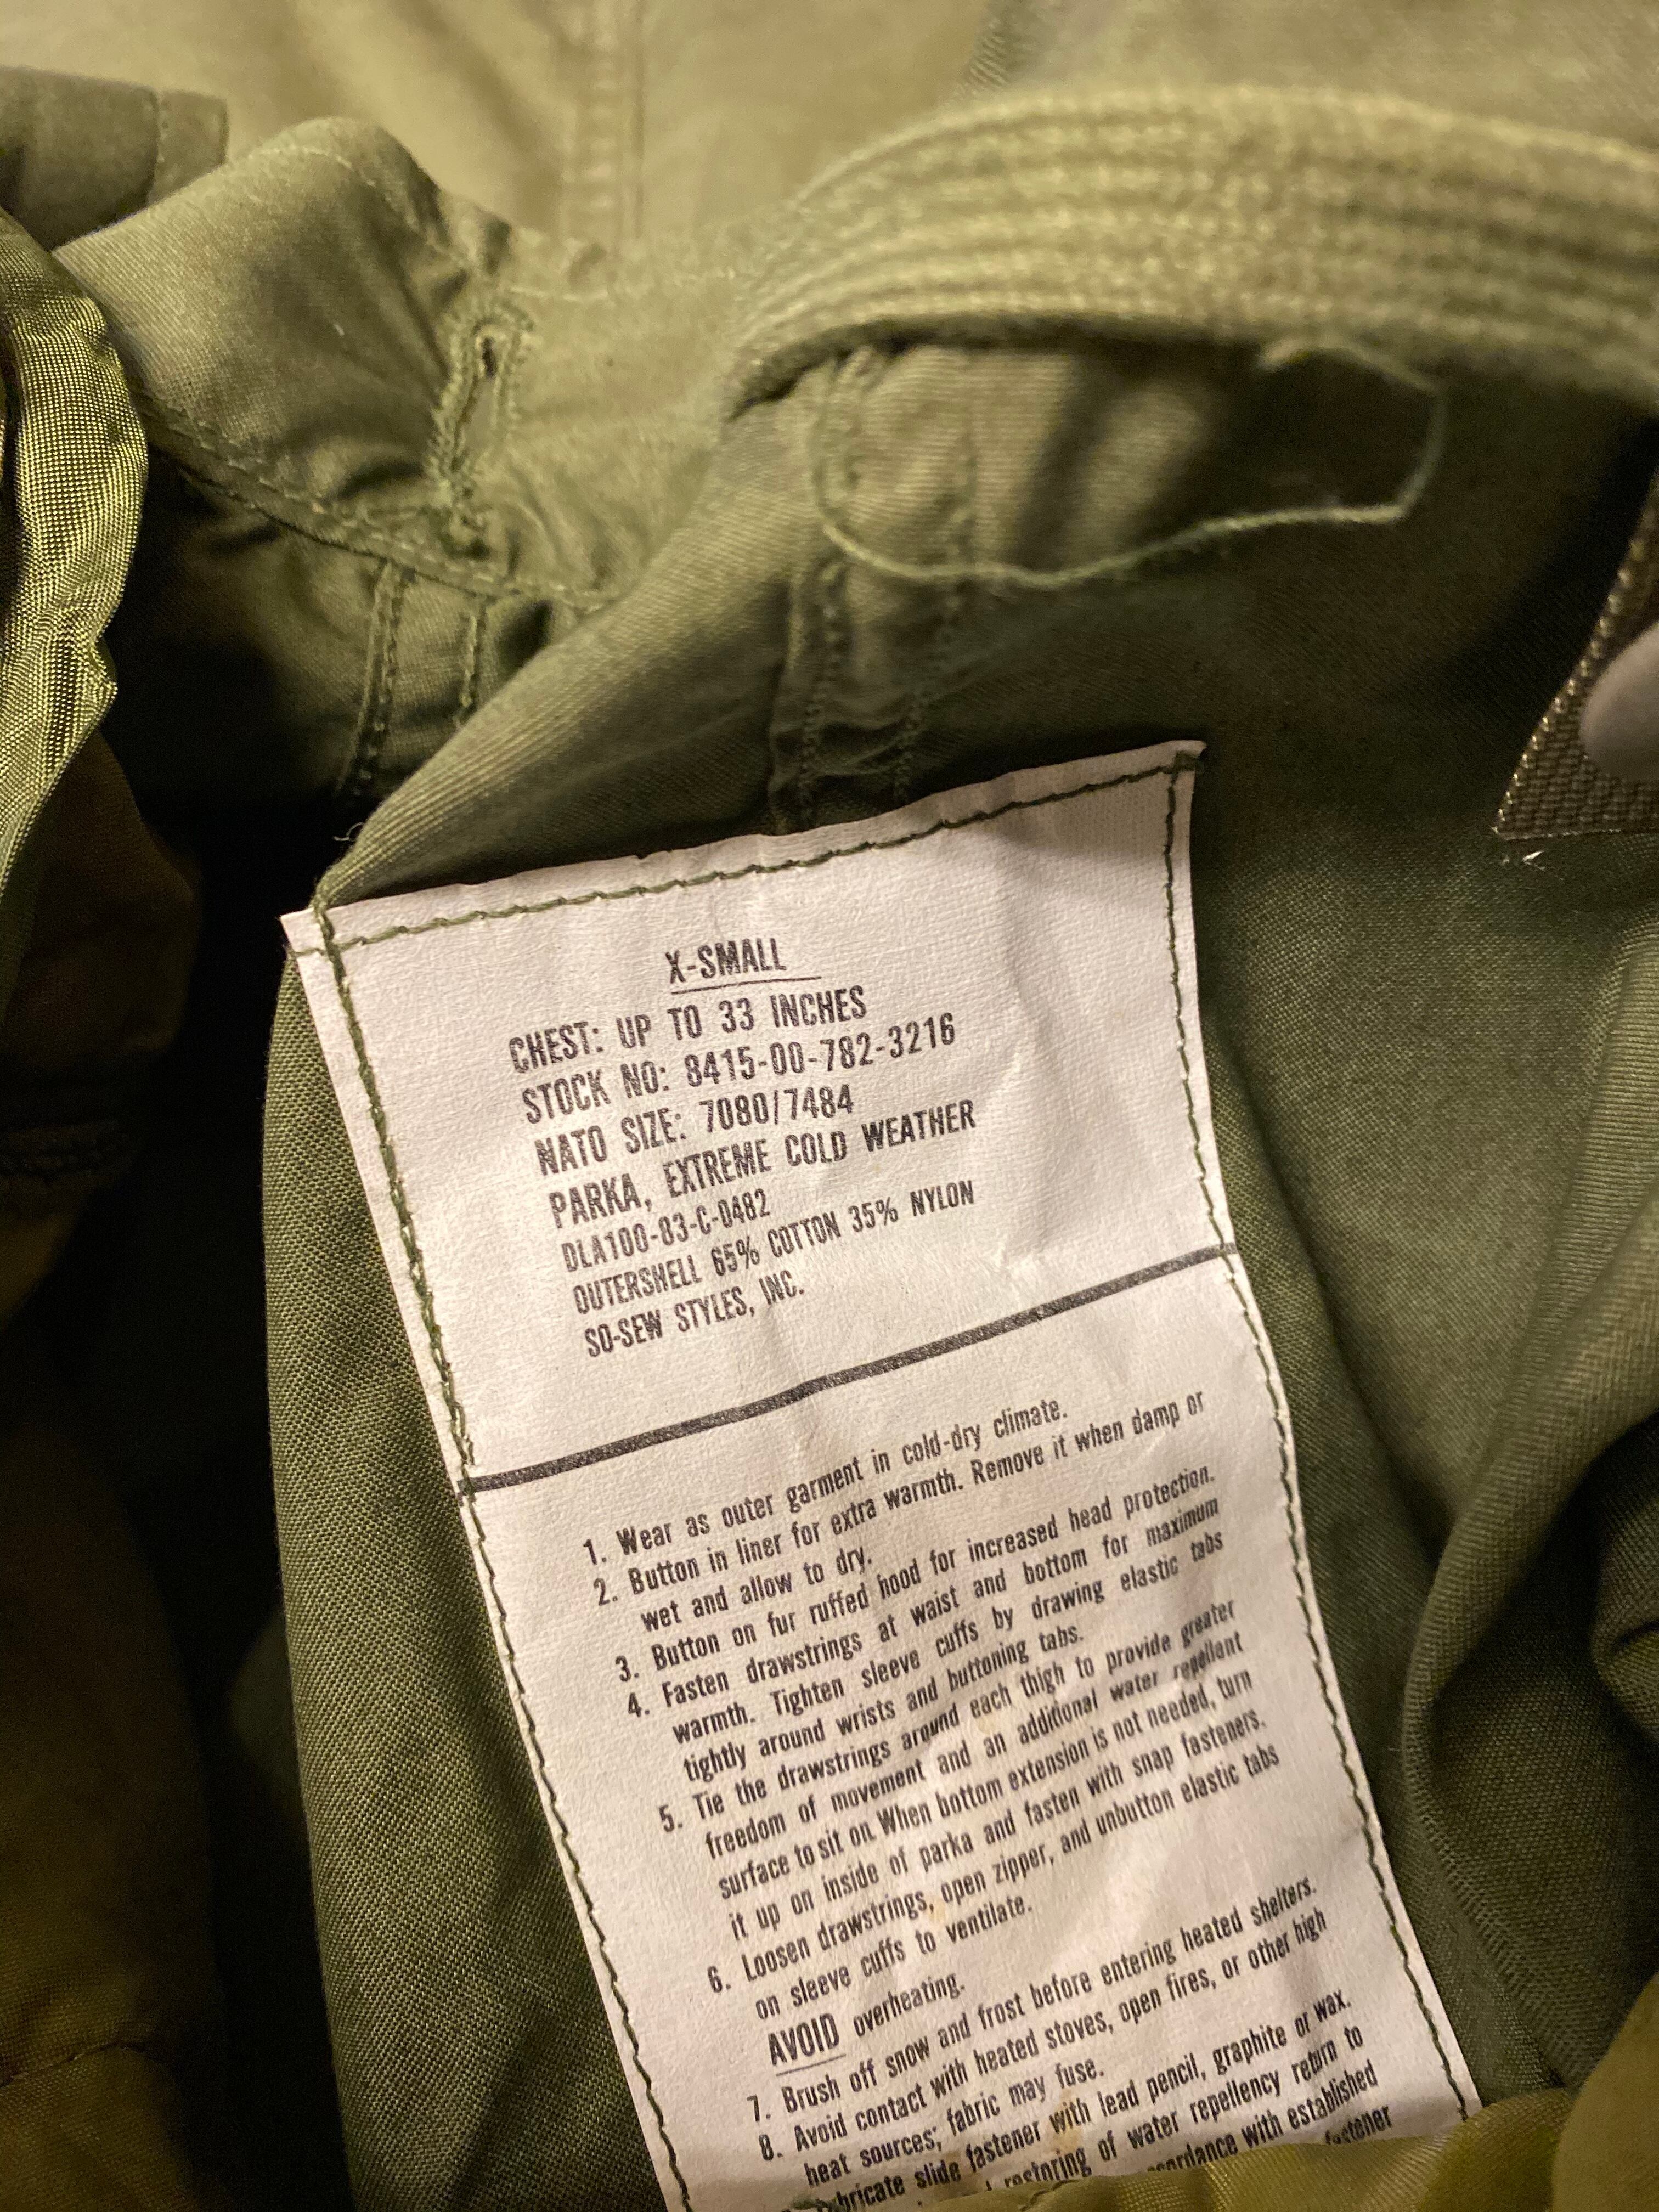 X-SMALL
CHEST: UP TO 33 INCHES
STOCK NO: 8415-00-782-3216
NATO SIZE: 7080/7484
PARKA, EXTREME COLD WEATHER
DLA100-83-C-0482
OUTERSHELL 65% COTTON 35% NYLON
SO-SEW STYLES, INC.
1. Wear as outer garment in cold-dry climate.
2. Button in liner for extra warmth. Remove it when damp or
wet and allow to dry.
3. Button on fur ruffed hood for increased head protection.
4. Fasten drawstrings at waist and bottom for maximum
warmth. Tighten sleeve cuffs by drawing elastic tabs
tightly around wrists and buttoning tabs.
5. Tie the drawstrings around each thigh to provide greater
freedom of movement and an additional water repellent
surface to sit on. When bottom extension is not needed, turn
it up on inside of parka and fasten with snap fasteners.
6. Loosen drawstrings, open zipper, and unbutton elastic tabs
on sleeve cuffs to ventilate.
AVOID overheating.
7. Brush off snow and frost before entering heated shelters.
8. Avoid contact with heated stoves, open fires, or other high
heat sources; fabric may fuse.
bricate slide fastener with lead pencil, graphite or wax.
restoring of water repellency return to
ccordance with established
fastener